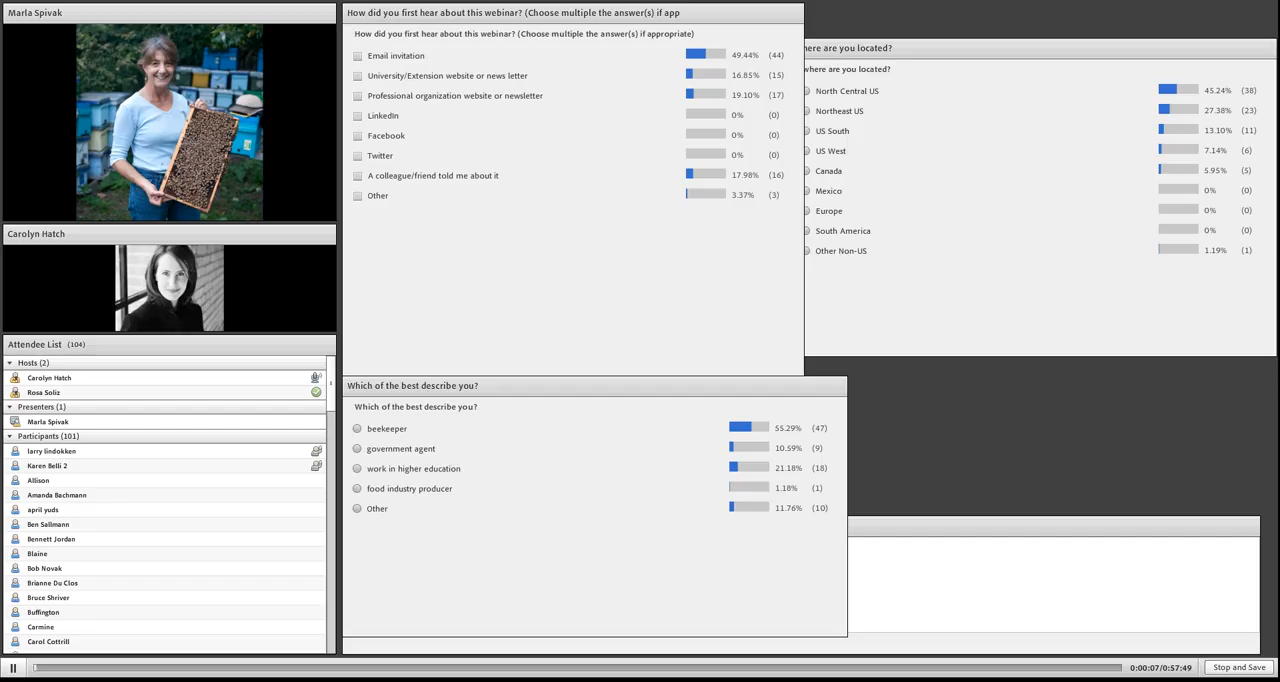 Marla Spivak
Carolyn Hatch
Attendee List (104)
Hosts (2)
Carolyn Hatch
Rosa Soliz
Presenters (1)
Marla Spivak
Participants (101)
larry lindokken
Karen Belli 2
Allison
Amanda Bachmann
april yuds
Ben Sallmann
Bennett Jordan
Blaine
Bob Novak
Brianne Du Clos
Bruce Shriver
Buffington
Carmine
Carol Cottrill
How did you first hear about this webinar? (Choose multiple the answer(s) if app
How did you first hear about this webinar? (Choose multiple the answer(s) if appropriate)
Email invitation 49.44% (44)
University/Extension website or news letter 16.85% (15)
Professional organization website or newsletter 19.10% (17)
LinkedIn 0% (0)
Facebook 0% (0)
Twitter 0% (0)
A colleague/friend told me about it 17.98% (16)
Other 3.37% (3)
here are you located?
where are you located?
North Central US 45.24% (38)
Northeast US 27.38% (23)
US South 13.10% (11)
US West 7.14% (6)
Canada 5.95% (5)
Mexico 0% (0)
Europe 0% (0)
South America 0% (0)
Other Non-US 1.19% (1)
Which of the best describe you?
Which of the best describe you?
beekeeper 55.29% (47)
government agent 10.59% (9)
work in higher education 21.18% (18)
food industry producer 1.18% (1)
Other 11.76% (10)
0:00:07/0:57:49 Stop and Save